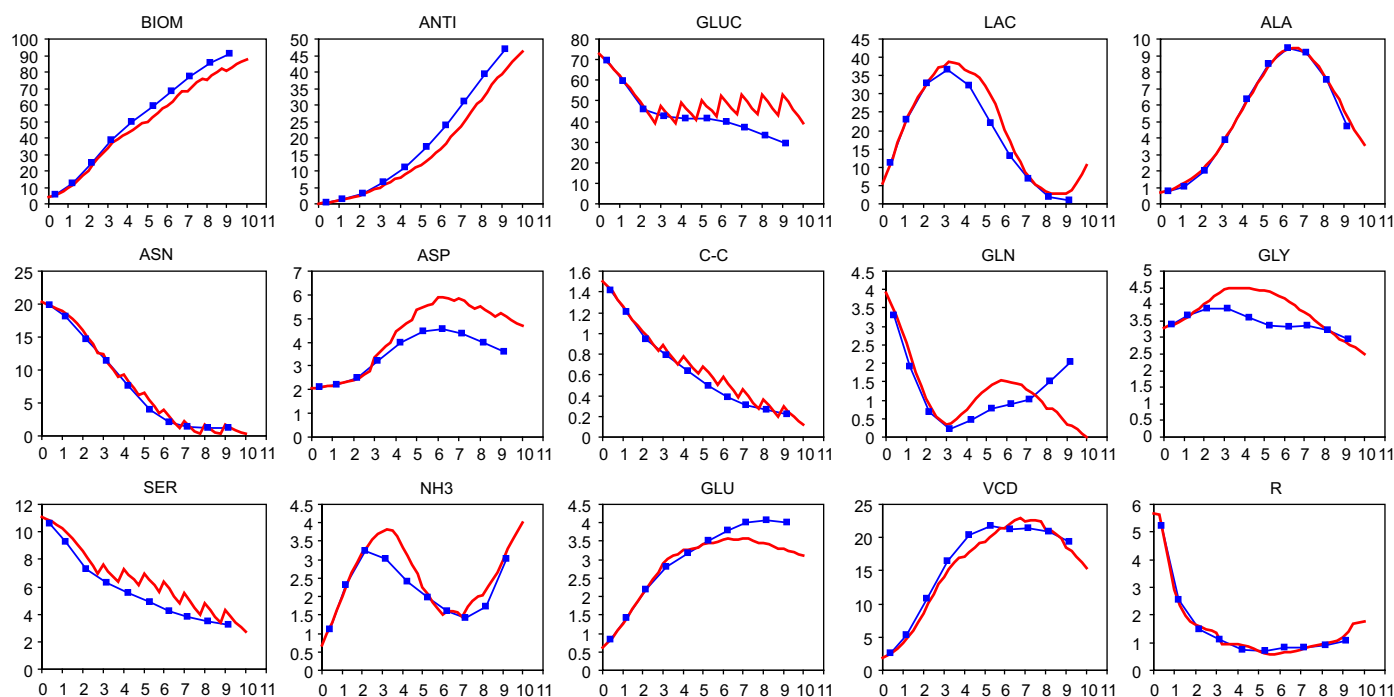 BIOM ANTI GLUC LAC ALA
100 90 80 70 60 50 40 30 20 10 0
0 1 2 3 4 5 6 7 8 9 10 11
50 45 40 35 30 25 20 15 10 5 0
0 1 2 3 4 5 6 7 8 9 10 11
80 70 60 50 40 30 20 10 0
0 1 2 3 4 5 6 7 8 9 10 11
45 40 35 30 25 20 15 10 5 0
0 1 2 3 4 5 6 7 8 9 10 11
10 9 8 7 6 5 4 3 2 1 0
0 1 2 3 4 5 6 7 8 9 10 11
ASN ASP C-C GLN GLY
25 20 15 10 5 0
0 1 2 3 4 5 6 7 8 9 10 11
7 6 5 4 3 2 1 0
0 1 2 3 4 5 6 7 8 9 10 11
1.6 1.4 1.2 1 0.8 0.6 0.4 0.2 0
0 1 2 3 4 5 6 7 8 9 10 11
4.5 4 3.5 3 2.5 2 1.5 1 0.5 0
0 1 2 3 4 5 6 7 8 9 10 11
5 4.5 4 3.5 3 2.5 2 1.5 1 0.5 0
0 1 2 3 4 5 6 7 8 9 10 11
SER NH3 GLU VCD R
12 10 8 6 4 2 0
0 1 2 3 4 5 6 7 8 9 10 11
4.5 4 3.5 3 2.5 2 1.5 1 0.5 0
0 1 2 3 4 5 6 7 8 9 10 11
4.5 4 3.5 3 2.5 2 1.5 1 0.5 0
0 1 2 3 4 5 6 7 8 9 10 11
25 20 15 10 5 0
0 1 2 3 4 5 6 7 8 9 10 11
6 5 4 3 2 1 0
0 1 2 3 4 5 6 7 8 9 10 11